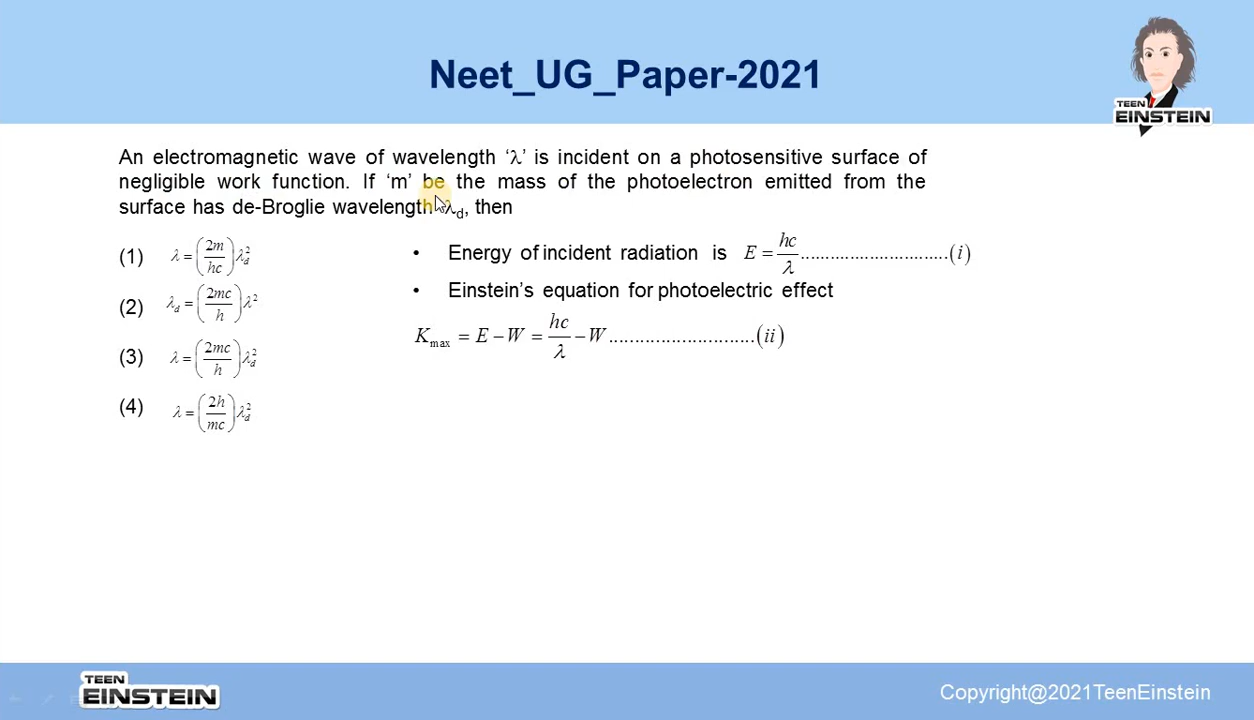 Neet_UG_Paper-2021
TEEN
EINSTEIN
An electromagnetic wave of wavelength ‘λ’ is incident on a photosensitive surface of
negligible work function. If ‘m’ be the mass of the photoelectron emitted from the
surface has de-Broglie wavelength λd, then
(1) λ = (2m/hc) λd²
(2) λd = (2mc/h) λ²
(3) λ = (2mc/h) λd²
(4) λ = (2h/mc) λd²
• Energy of incident radiation is E = hc/λ ............................(i)
• Einstein’s equation for photoelectric effect
Kmax = E − W = hc/λ − W ...........................(ii)
TEEN
EINSTEIN
Copyright@2021TeenEinstein